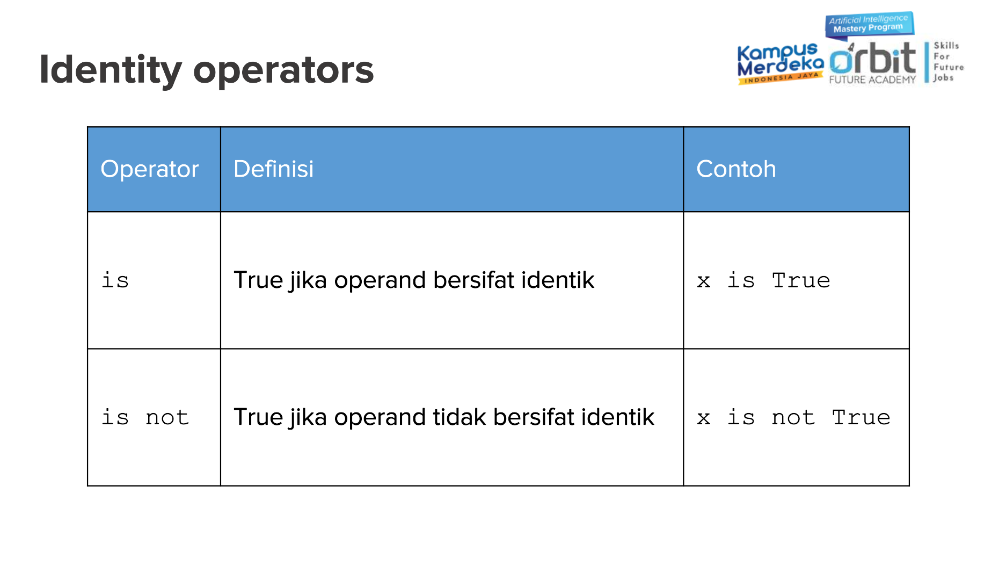 Artificial Intelligence
Mastery Program
Kampus
Merdeka
INDONESIA JAYA
orbit
FUTURE ACADEMY
Skills
For
Future
Jobs
Identity operators
Operator Definisi Contoh
is True jika operand bersifat identik x is True
is not True jika operand tidak bersifat identik x is not True